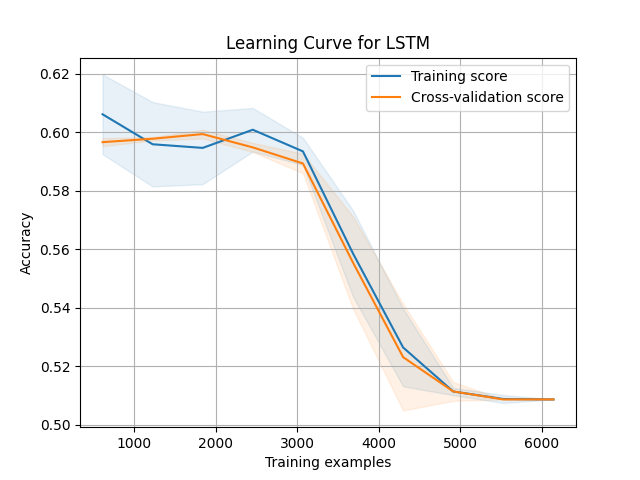 Learning Curve for LSTM
Training score
Cross-validation score
0.62
0.60
0.58
0.56
0.54
0.52
0.50
Accuracy
1000 2000 3000 4000 5000 6000
Training examples